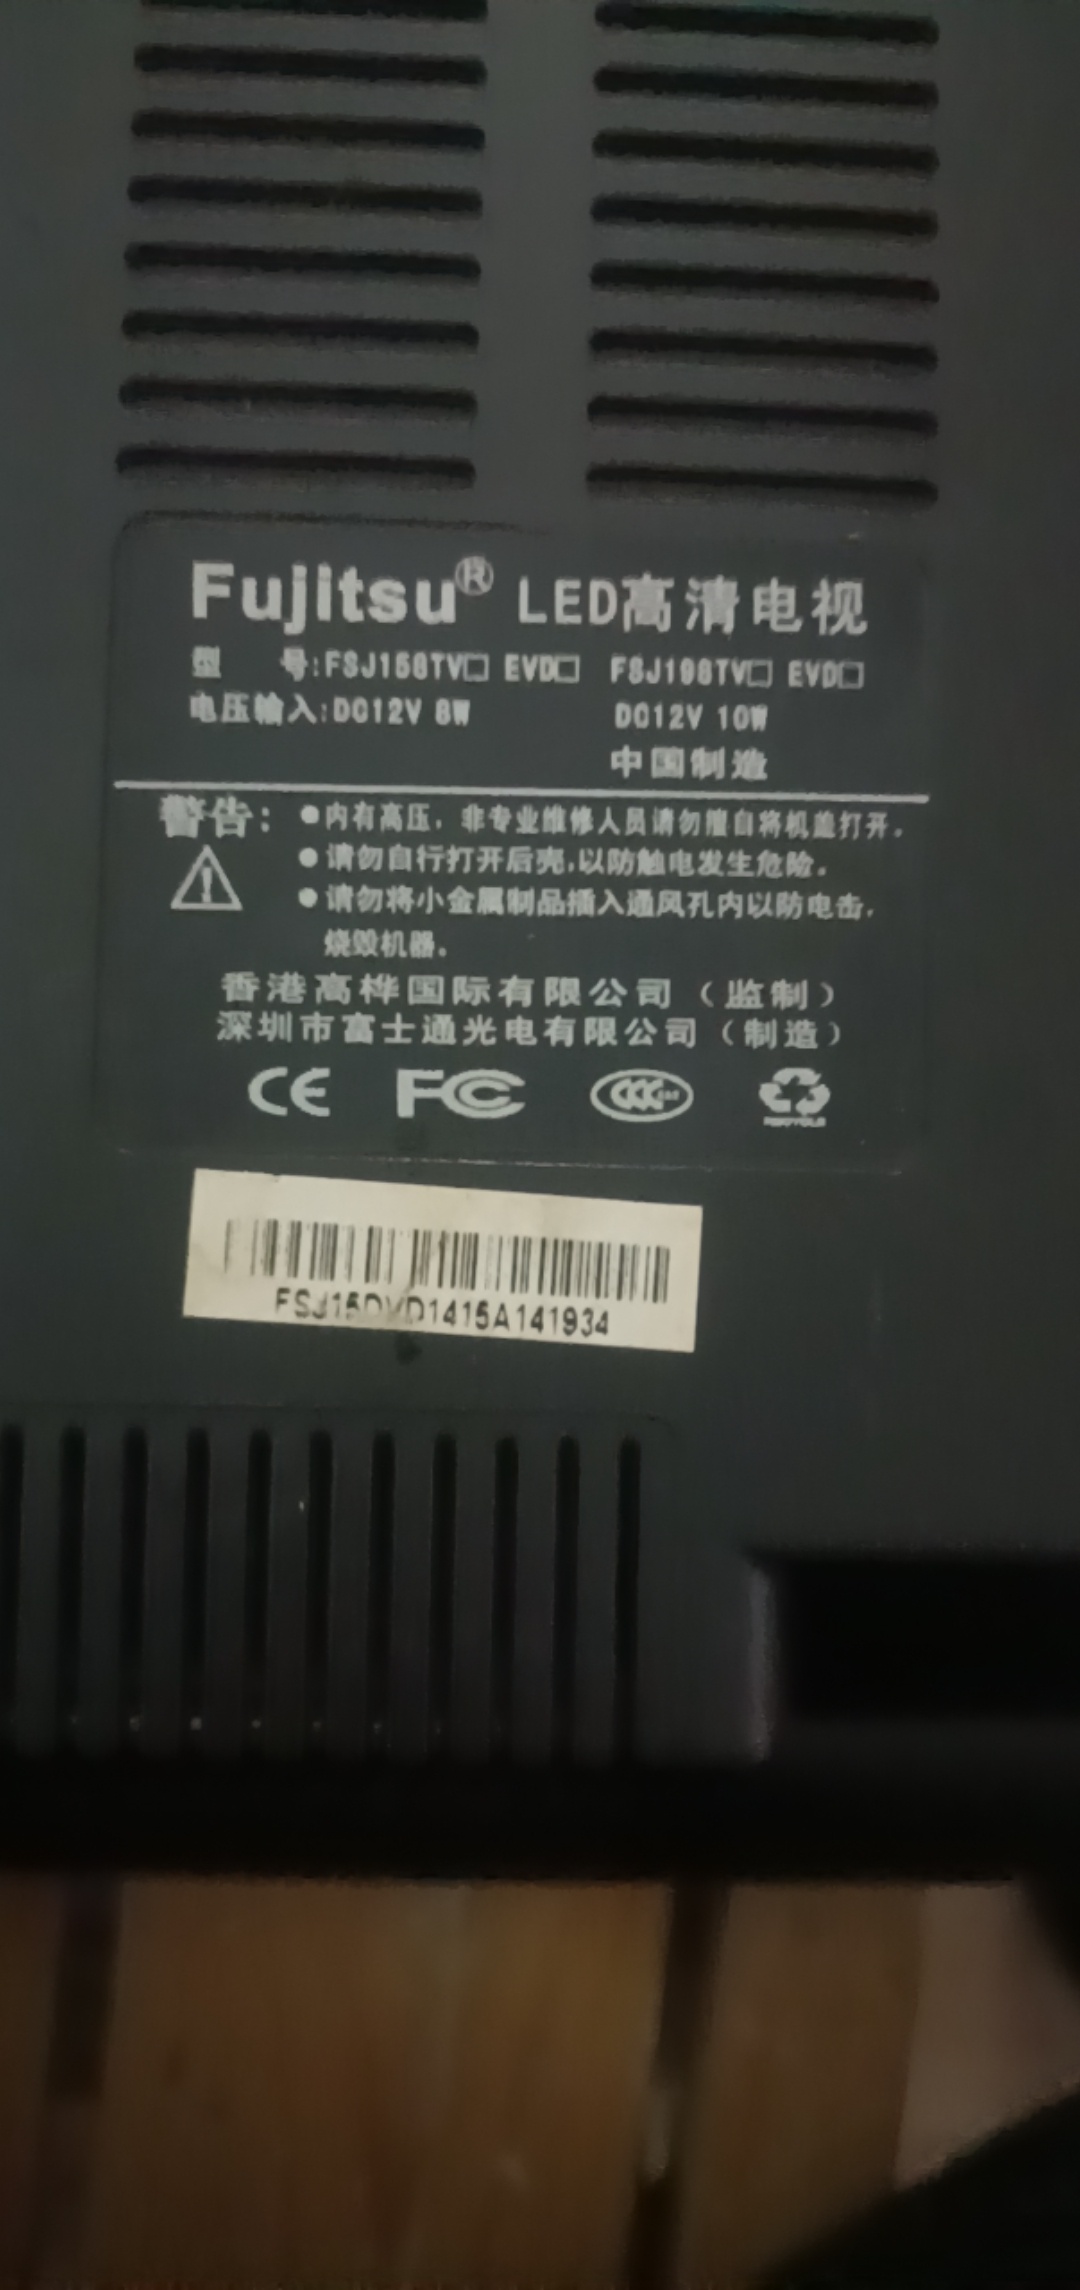 Fujitsu® LED高清电视
型 号:FSJ158TV□ EVD□ FSJ198TV□ EVD□
电压输入:DC12V 8W DC12V 10W
中国制造
警告: ●内有高压，非专业维修人员请勿擅自将机盖打开。
●请勿自行打开后壳,以防触电发生危险。
●请勿将小金属制品插入通风孔内以防电击,
烧毁机器。
香港高桦国际有限公司（监制）
深圳市富士通光电有限公司（制造）
CE FC CCC RECYCLE
FSJ15DVD1415A141934